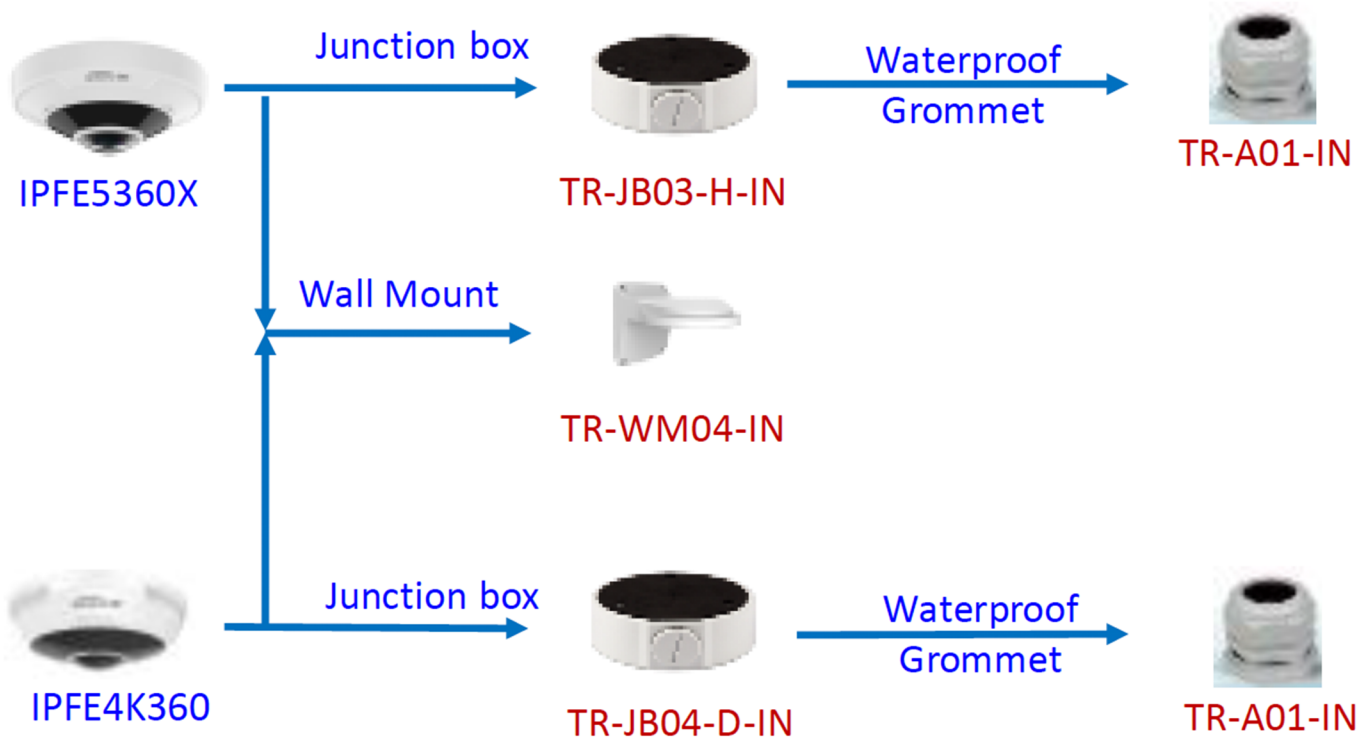 Junction box
Waterproof
Grommet
TR-A01-IN
IPFE5360X
TR-JB03-H-IN
Wall Mount
TR-WM04-IN
Junction box
Waterproof
Grommet
IPFE4K360
TR-JB04-D-IN
TR-A01-IN